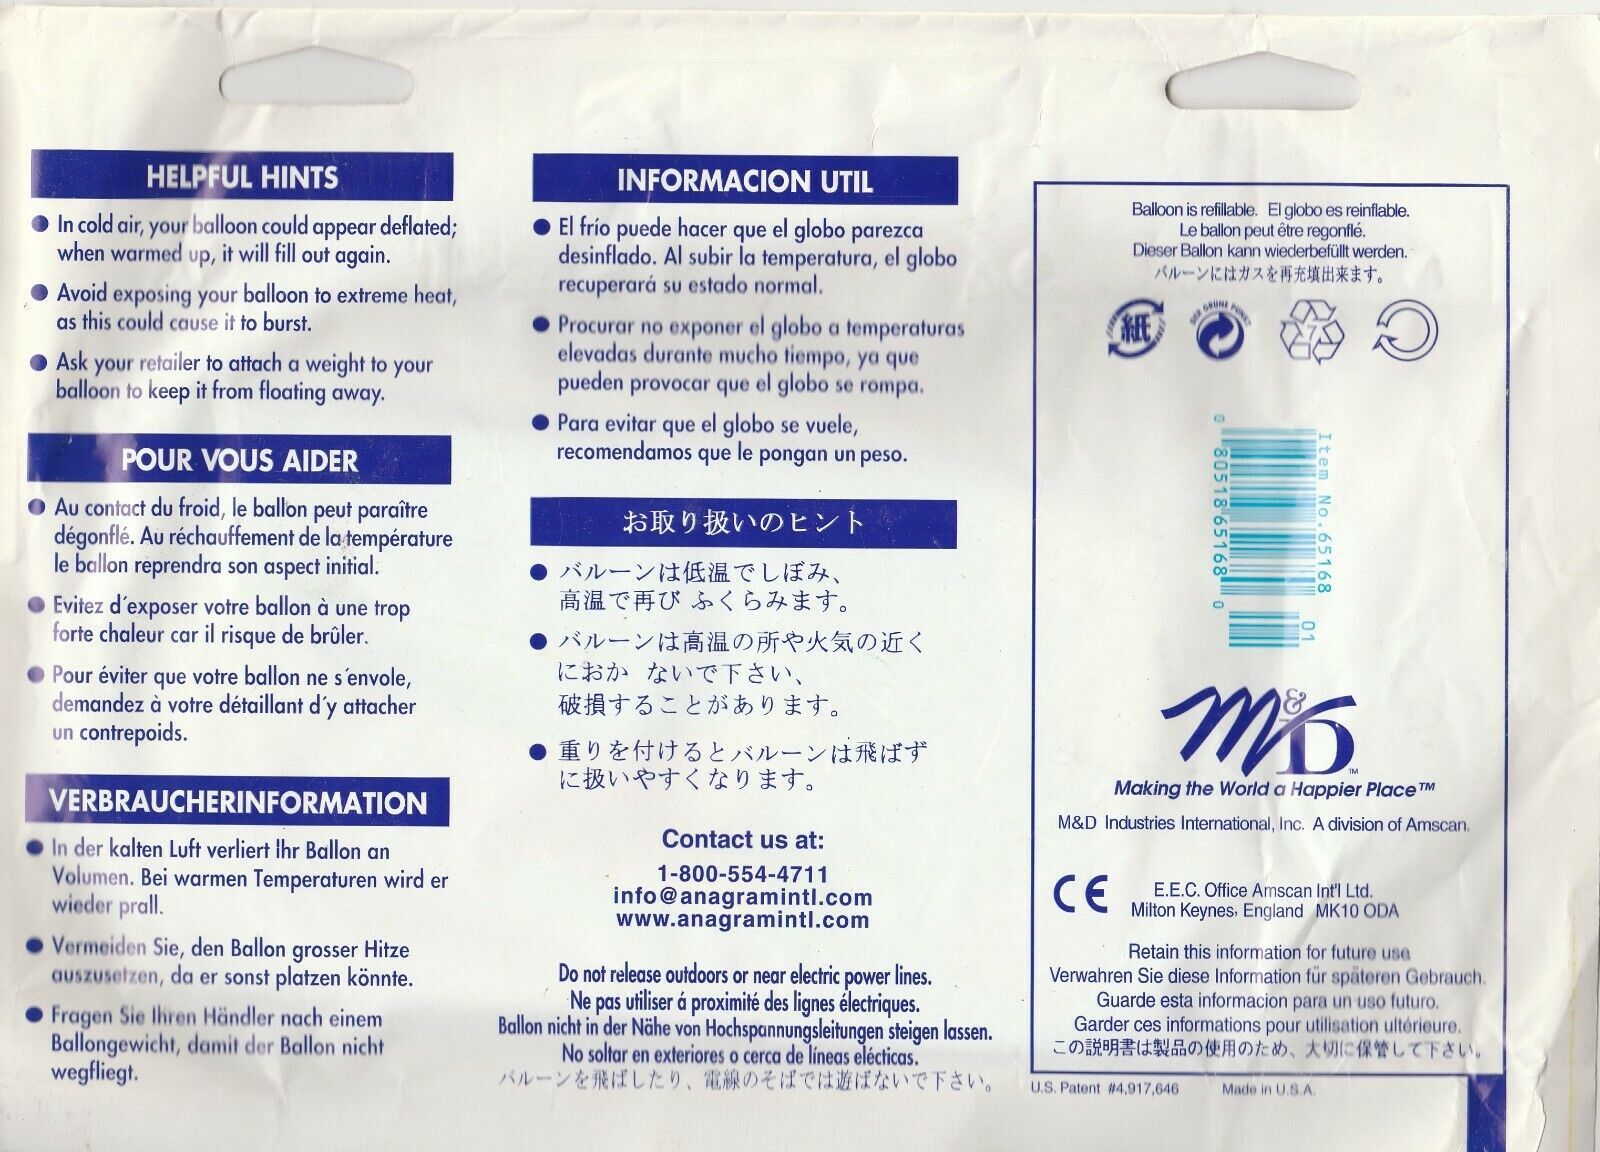 HELPFUL HINTS
● In cold air, your balloon could appear deflated;
when warmed up, it will fill out again.
● Avoid exposing your balloon to extreme heat,
as this could cause it to burst.
● Ask your retailer to attach a weight to your
balloon to keep it from floating away.
POUR VOUS AIDER
● Au contact du froid, le ballon peut paraître
dégonflé. Au réchauffement de la température
le ballon reprendra son aspect initial.
● Evitez d´exposer votre ballon à une trop
forte chaleur car il risque de brûler.
● Pour éviter que votre ballon ne s´envole,
demandez à votre détaillant d´y attacher
un contrepoids.
VERBRAUCHERINFORMATION
● In der kalten Luft verliert Ihr Ballon an
Volumen. Bei warmen Temperaturen wird er
wieder prall.
● Vermeiden Sie, den Ballon grosser Hitze
auszusetzen, da er sonst platzen könnte.
● Fragen Sie Ihren Händler nach einem
Ballongewicht, damit der Ballon nicht
wegfliegt.
INFORMACION UTIL
● El frío puede hacer que el globo parezca
desinflado. Al subir la temperatura, el globo
recuperará su estado normal.
● Procurar no exponer el globo a temperaturas
elevadas durante mucho tiempo, ya que
pueden provocar que el globo se rompa.
● Para evitar que el globo se vuele,
recomendamos que le pongan un peso.
お取り扱いのヒント
● バルーンは低温でしぼみ、
高温で再び ふくらみます。
● バルーンは高温の所や火気の近く
におか ないで下さい、
破損することがあります。
● 重りを付けるとバルーンは飛ばず
に扱いやすくなります。
Contact us at:
1-800-554-4711
info@anagramintl.com
www.anagramintl.com
Do not release outdoors or near electric power lines.
Ne pas utiliser á proximité des lignes électriques.
Ballon nicht in der Nähe von Hochspannungsleitungen steigen lassen.
No soltar en exteriores o cerca de líneas elécticas.
バルーンを飛ばしたり、電線のそばでは遊ばないで下さい。
Balloon is refillable. El globo es reinflable.
Le ballon peut être regonflé.
Dieser Ballon kann wiederbefüllt werden.
バルーンにはガスを再充填出来ます。
紙
DER GRÜNE PUNKT
7
Item No.65168
0 80518 65168 0
01
M&D™
Making the World a Happier Place™
M&D Industries International, Inc. A division of Amscan.
CE
E.E.C. Office Amscan Int'l Ltd.
Milton Keynes, England MK10 ODA
Retain this information for future use
Verwahren Sie diese Information für späteren Gebrauch.
Guarde esta informacion para un uso futuro.
Garder ces informations pour utilisation ultérieure.
この説明書は製品の使用のため、大切に保管して下さい。
U.S. Patent #4,917,646 Made in U.S.A.